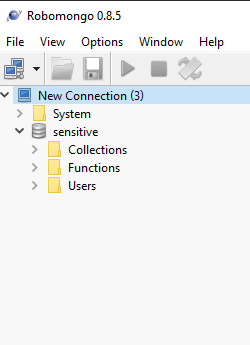 Robomongo 0.8.5
File View Options Window Help
New Connection (3)
System
sensitive
Collections
Functions
Users